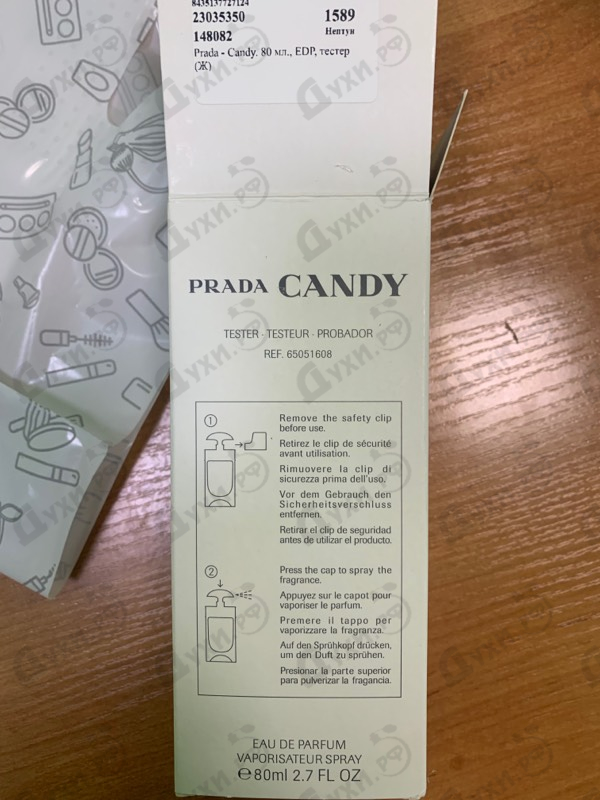 8435137727124
23035350 1589
148082 Нептун
Prada - Candy. 80 мл., EDP, тестер
(Ж)
PRADA CANDY
TESTER · TESTEUR · PROBADOR
REF. 65051608
1
Remove the safety clip
before use.
Retirez le clip de sécurité
avant utilisation.
Rimuovere la clip di
sicurezza prima dell'uso.
Vor dem Gebrauch den
Sicherheitsverschluss
entfernen.
Retirar el clip de seguridad
antes de utilizar el producto.
2
Press the cap to spray the
fragrance.
Appuyez sur le capot pour
vaporiser le parfum.
Premere il tappo per
vaporizzare la fragranza.
Auf den Sprühkopf drücken,
um den Duft zu sprühen.
Presionar la parte superior
para pulverizar la fragancia.
EAU DE PARFUM
VAPORISATEUR SPRAY
℮80ml 2.7 FL OZ
Духи.рф